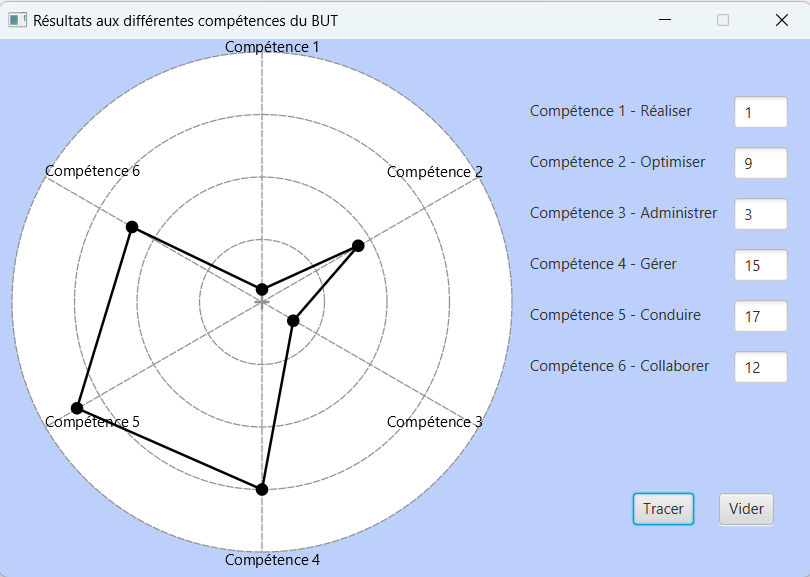 Résultats aux différentes compétences du BUT
Compétence 1
Compétence 6
Compétence 2
Compétence 5
Compétence 3
Compétence 4
Compétence 1 - Réaliser 1
Compétence 2 - Optimiser 9
Compétence 3 - Administrer 3
Compétence 4 - Gérer 15
Compétence 5 - Conduire 17
Compétence 6 - Collaborer 12
Tracer Vider